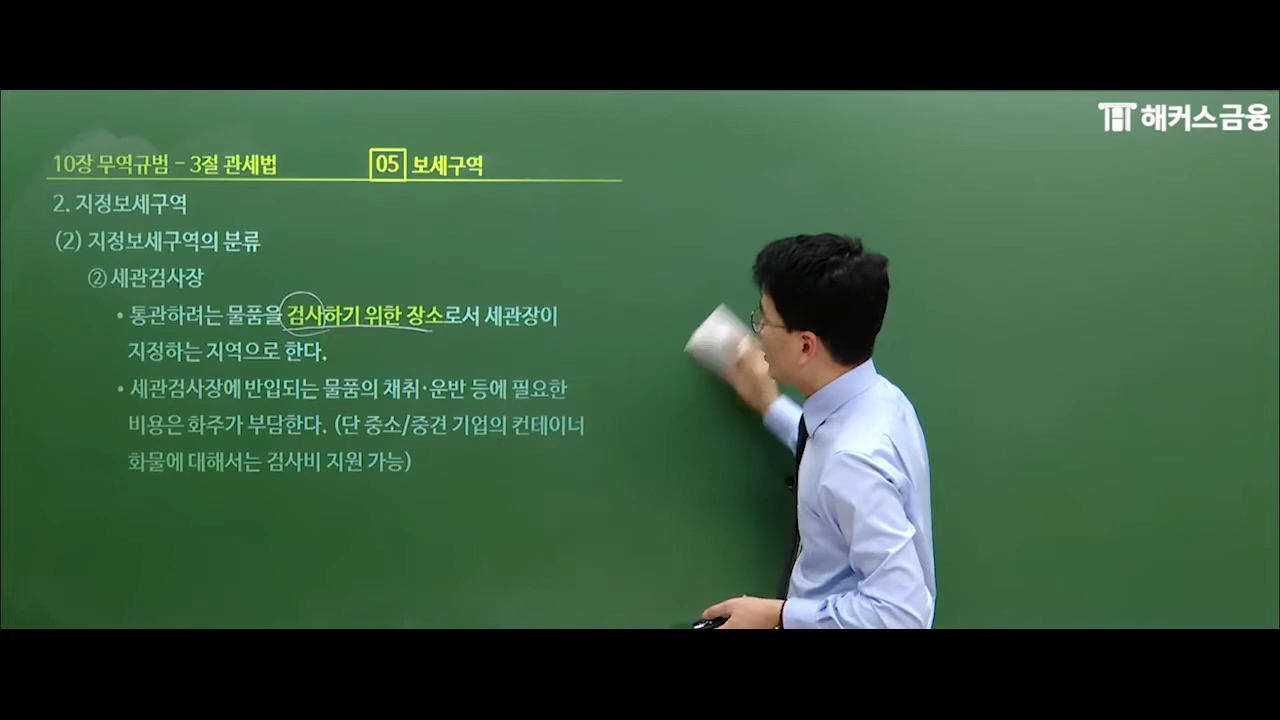 해커스금융
10장 무역규범 - 3절 관세법
05 보세구역
2. 지정보세구역
(2) 지정보세구역의 분류
② 세관검사장
• 통관하려는 물품을 검사하기 위한 장소로서 세관장이
지정하는 지역으로 한다.
• 세관검사장에 반입되는 물품의 채취·운반 등에 필요한
비용은 화주가 부담한다. (단 중소/중견 기업의 컨테이너
화물에 대해서는 검사비 지원 가능)